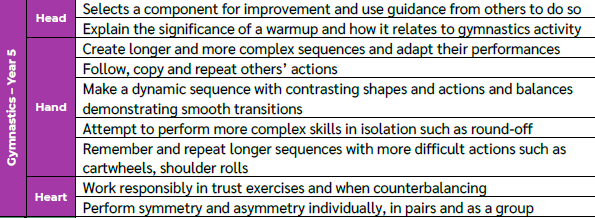 Gymnastics – Year 5
Head
Selects a component for improvement and use guidance from others to do so
Explain the significance of a warmup and how it relates to gymnastics activity
Hand
Create longer and more complex sequences and adapt their performances
Follow, copy and repeat others’ actions
Make a dynamic sequence with contrasting shapes and actions and balances
demonstrating smooth transitions
Attempt to perform more complex skills in isolation such as round-off
Remember and repeat longer sequences with more difficult actions such as
cartwheels, shoulder rolls
Heart
Work responsibly in trust exercises and when counterbalancing
Perform symmetry and asymmetry individually, in pairs and as a group